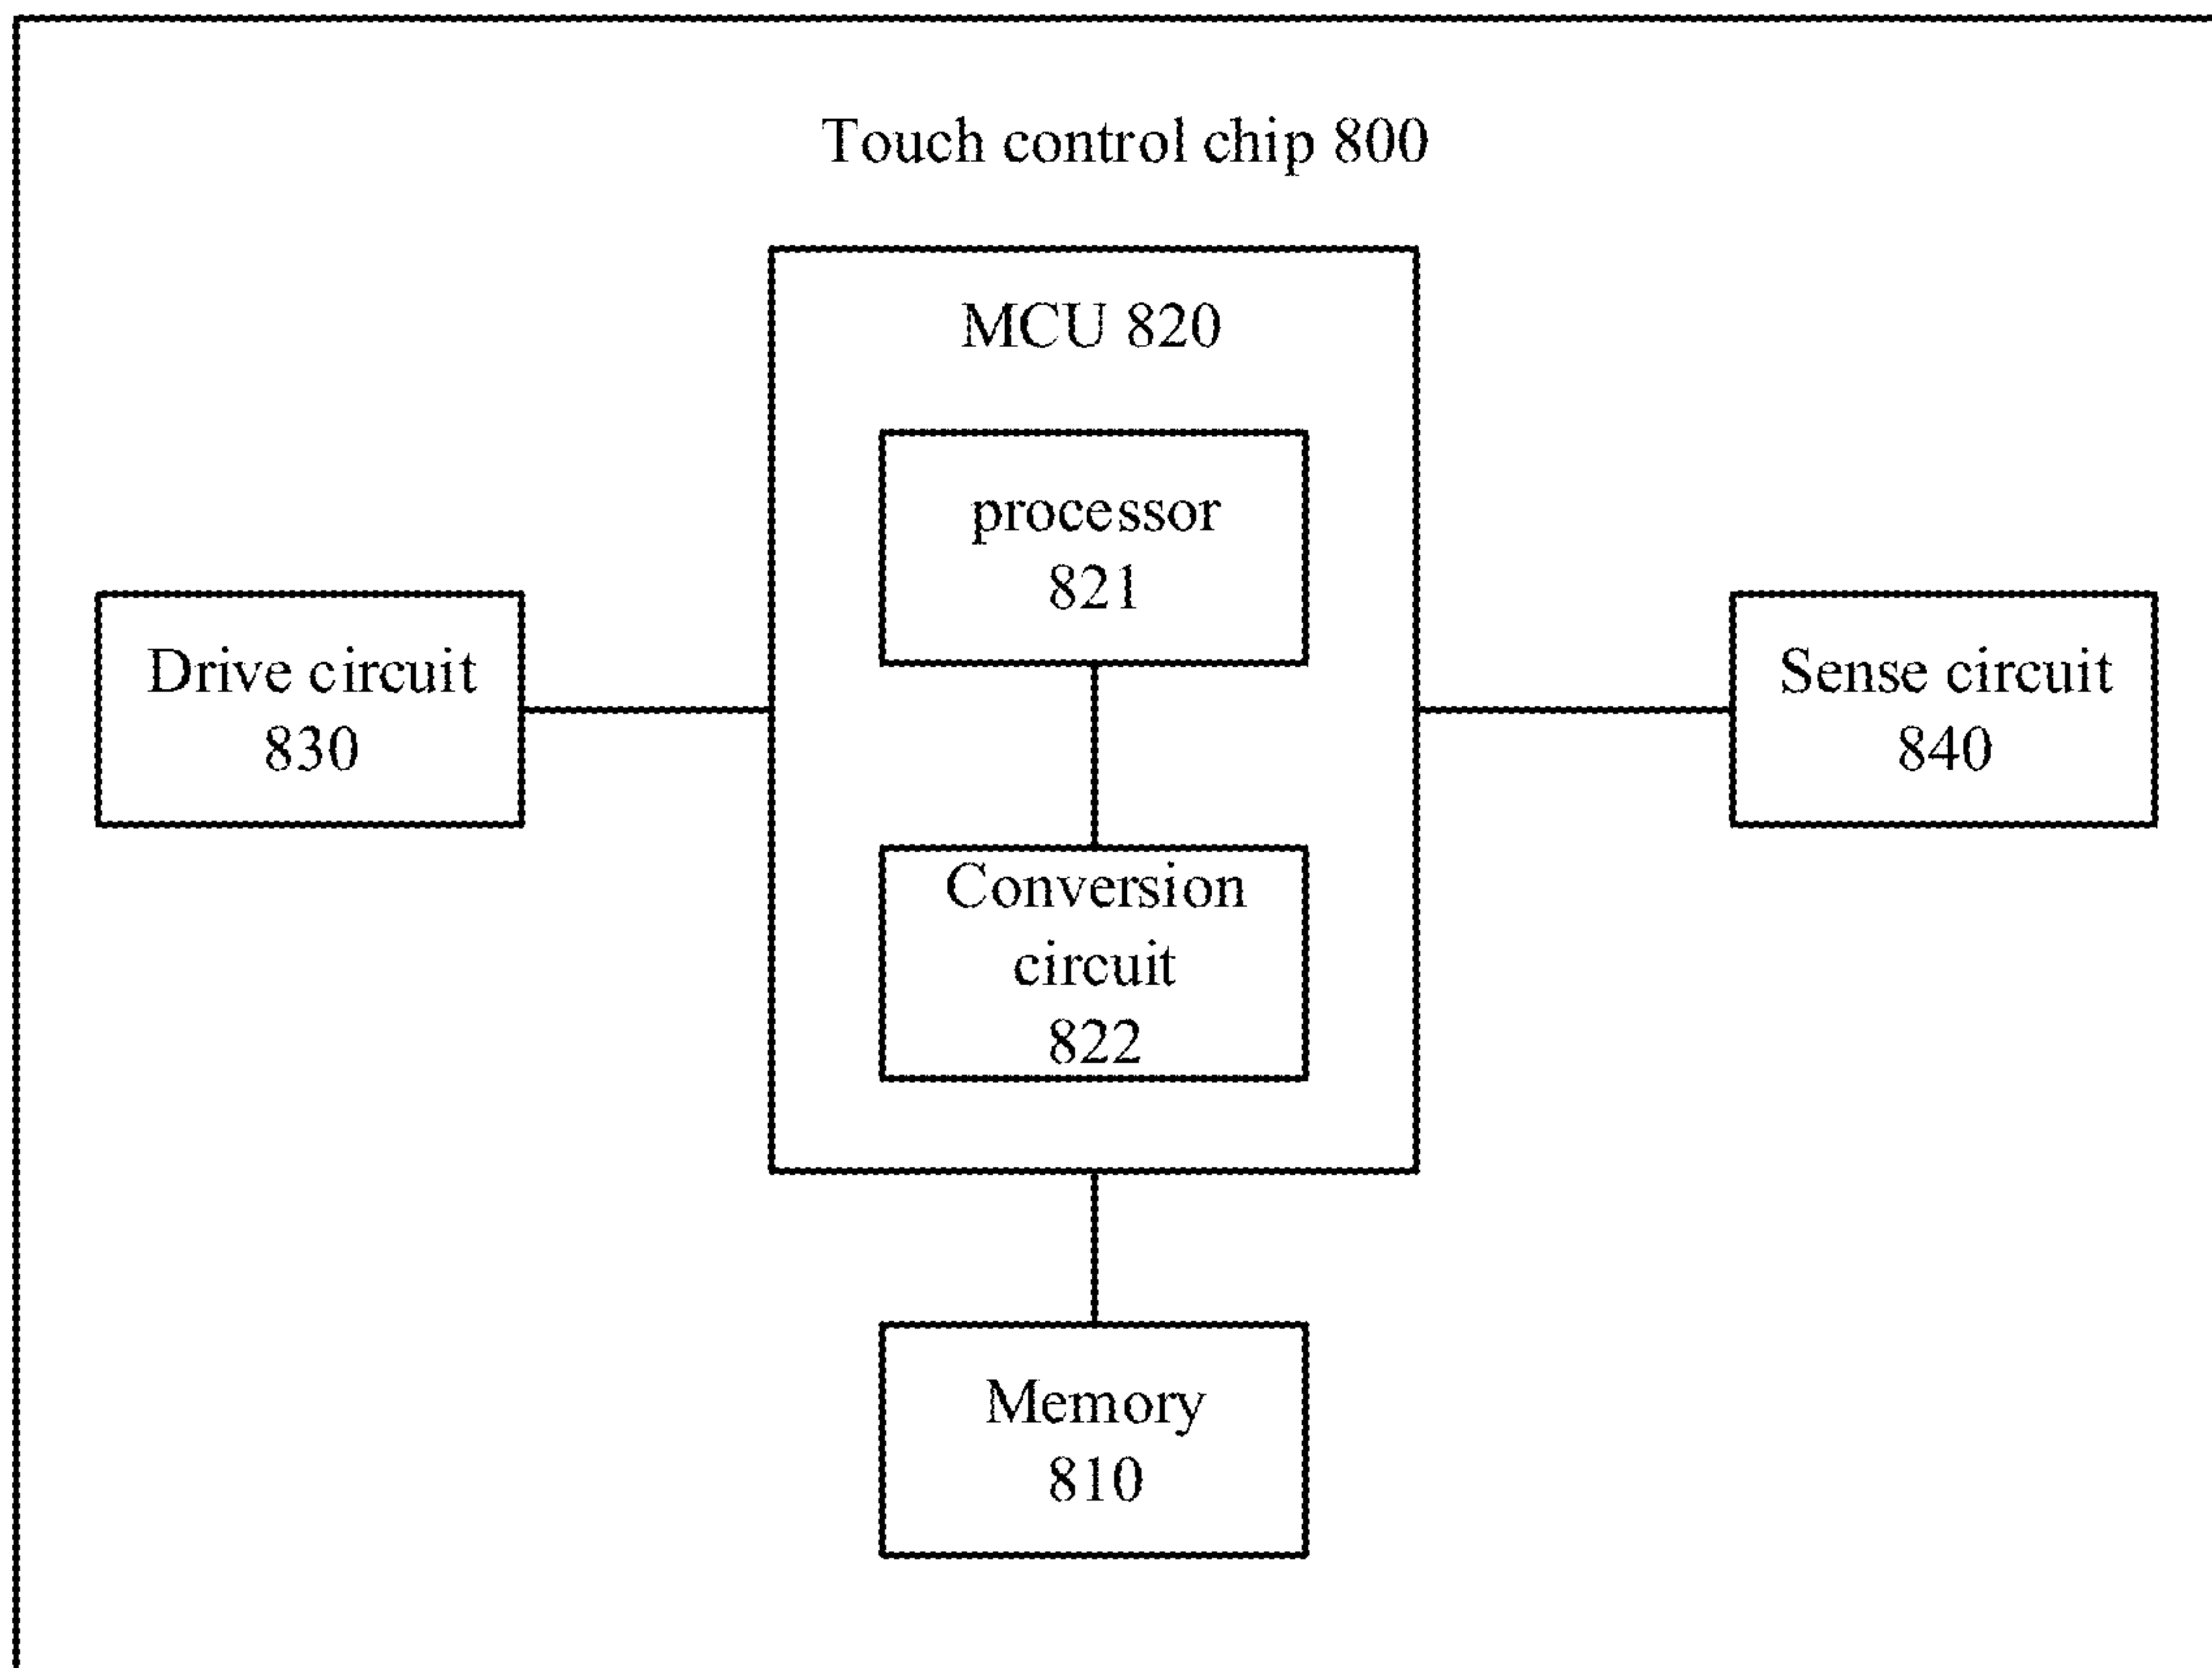 Touch control chip 800
MCU 820
processor
821
Drive circuit
830
Sense circuit
840
Conversion
circuit
822
Memory
810